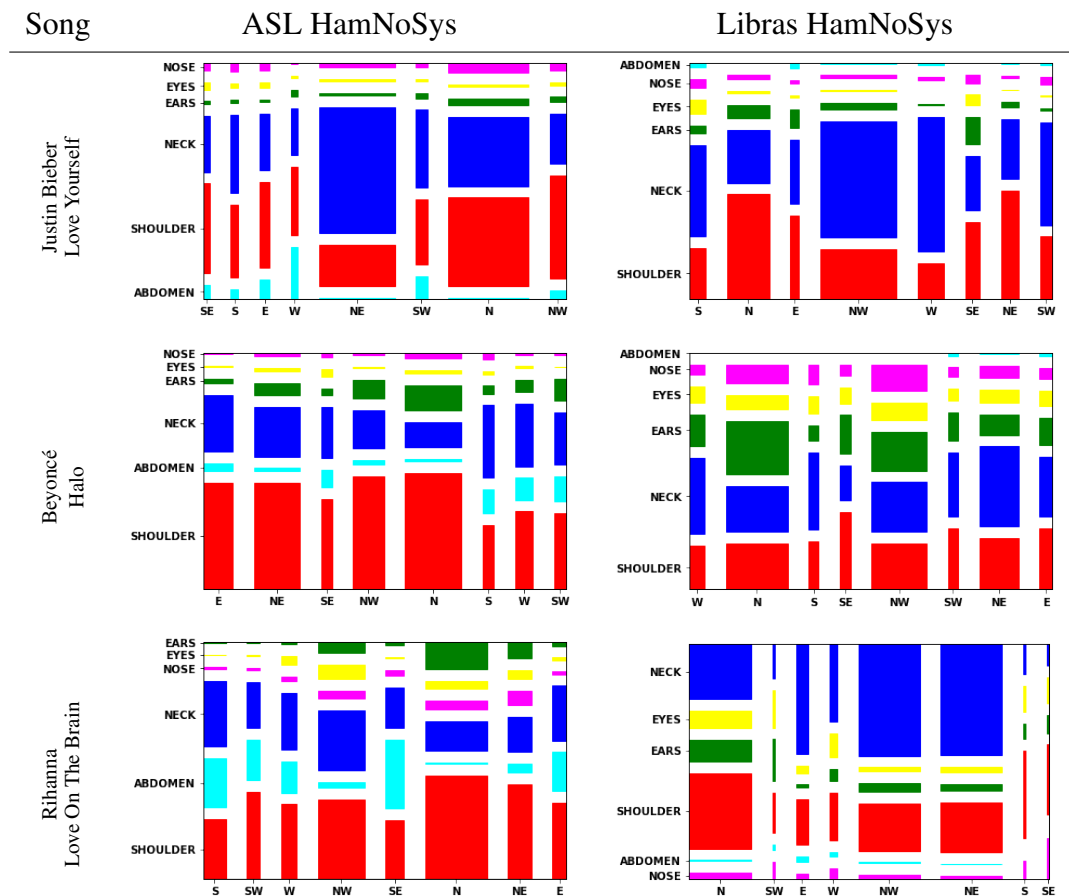 Song ASL HamNoSys Libras HamNoSys
Justin Bieber
Love Yourself
NOSE
EYES
EARS
NECK
SHOULDER
ABDOMEN
SE S E W NE SW N NW
ABDOMEN
NOSE
EYES
EARS
NECK
SHOULDER
S N E NW W SE NE SW
Beyoncé
Halo
NOSE
EYES
EARS
NECK
ABDOMEN
SHOULDER
E NE SE NW N S W SW
ABDOMEN
NOSE
EYES
EARS
NECK
SHOULDER
W N S SE NW SW NE E
Rihanna
Love On The Brain
EARS
EYES
NOSE
NECK
ABDOMEN
SHOULDER
S SW W NW SE N NE E
NECK
EYES
EARS
SHOULDER
ABDOMEN
NOSE
N SW E W NW NE S SE